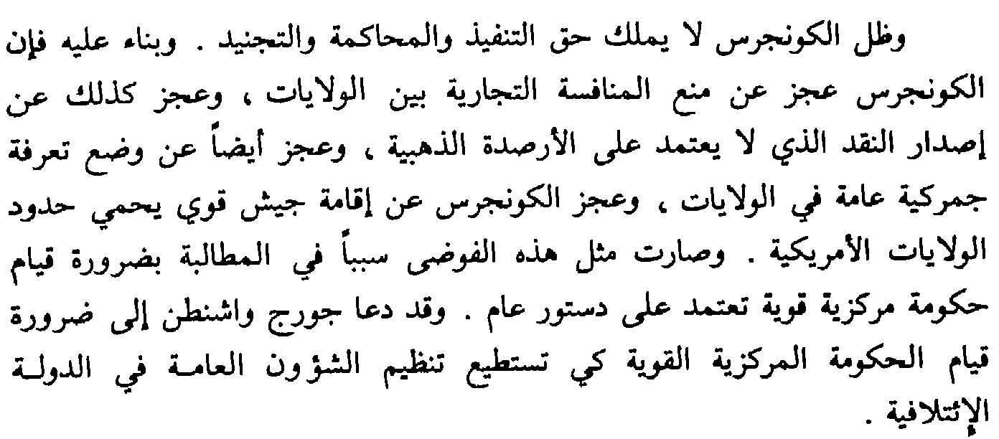 وظل الكونجرس لا يملك حق التنفيذ والمحاكمة والتجنيد . وبناء عليه فإن
الكونجرس عجز عن منع المنافسة التجارية بين الولايات ، وعجز كذلك عن
إصدار النقد الذي لا يعتمد على الأرصدة الذهبية ، وعجز أيضاً عن وضع تعرفة
جمركية عامة في الولايات ، وعجز الكونجرس عن إقامة جيش قوي يحمي حدود
الولايات الأمريكية . وصارت مثل هذه الفوضى سبباً في المطالبة بضرورة قيام
حكومة مركزية قوية تعتمد على دستور عام . وقد دعا جورج واشنطن إلى ضرورة
قيام الحكومة المركزية القوية كي تستطيع تنظيم الشؤون العامـة في الدولـة
الإئتلافية .